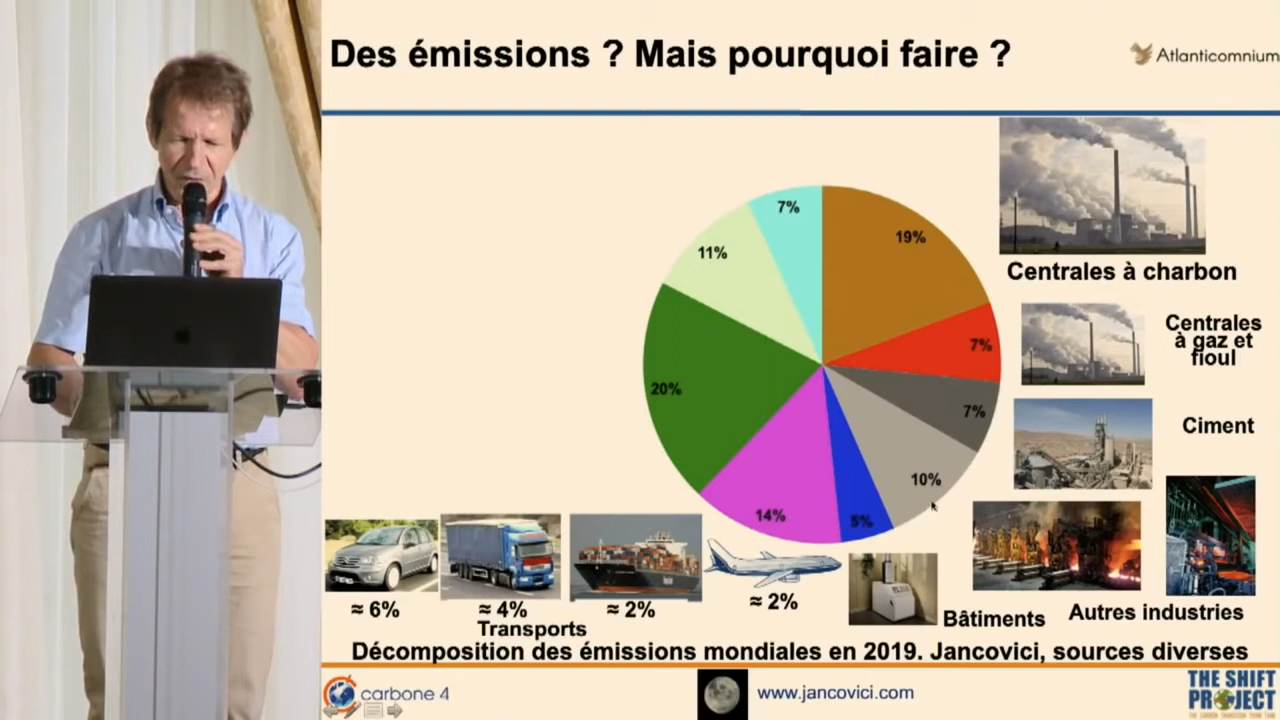 Des émissions ? Mais pourquoi faire ?
Atlanticomnium
7%
19%
11%
Centrales à charbon
Centrales
à gaz et
fioul
7%
20%
7%
Ciment
10%
14%
5%
≈ 6%
≈ 4%
≈ 2%
≈ 2%
Transports
Bâtiments
Autres industries
Décomposition des émissions mondiales en 2019. Jancovici, sources diverses
carbone 4
www.jancovici.com
THE SHIFT
PROJECT